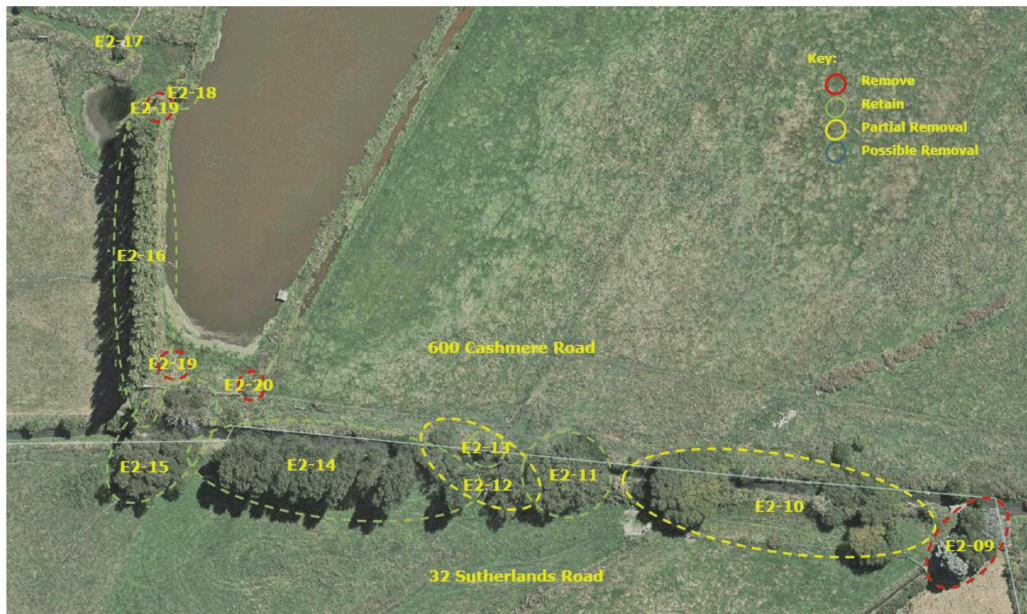 E2-17
Key:
Remove
Retain
Partial Removal
Possible Removal
E2-18
E2-19
E2-16
600 Cashmere Road
E2-19
E2-20
E2-13
E2-15
E2-14
E2-12
E2-11
E2-10
E2-09
32 Sutherlands Road